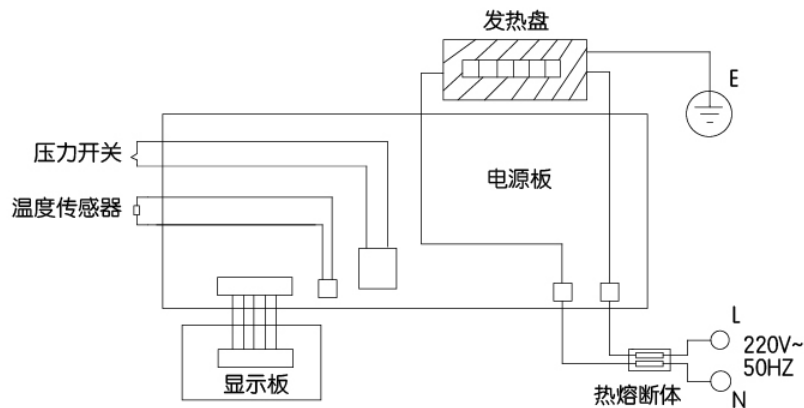 发热盘
E
压力开关
电源板
温度传感器
L
220V~
50HZ
显示板
热熔断体
N